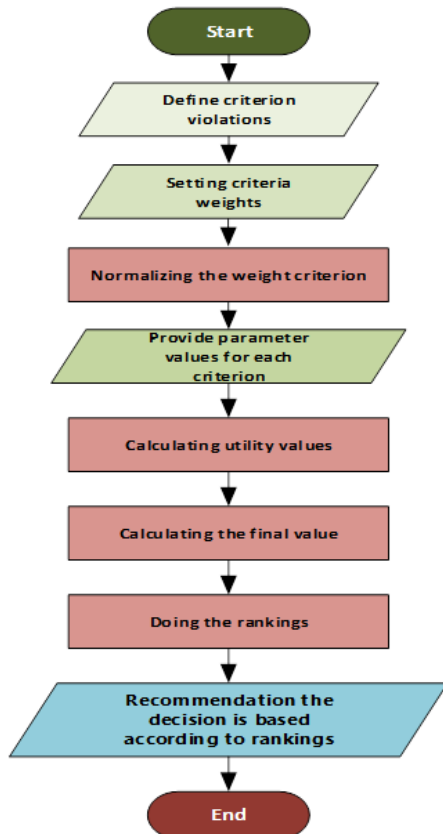 Start
Define criterion
violations
Setting criteria
weights
Normalizing the weight criterion
Provide parameter
values for each
criterion
Calculating utility values
Calculating the final value
Doing the rankings
Recommendation the
decision is based
according to rankings
End